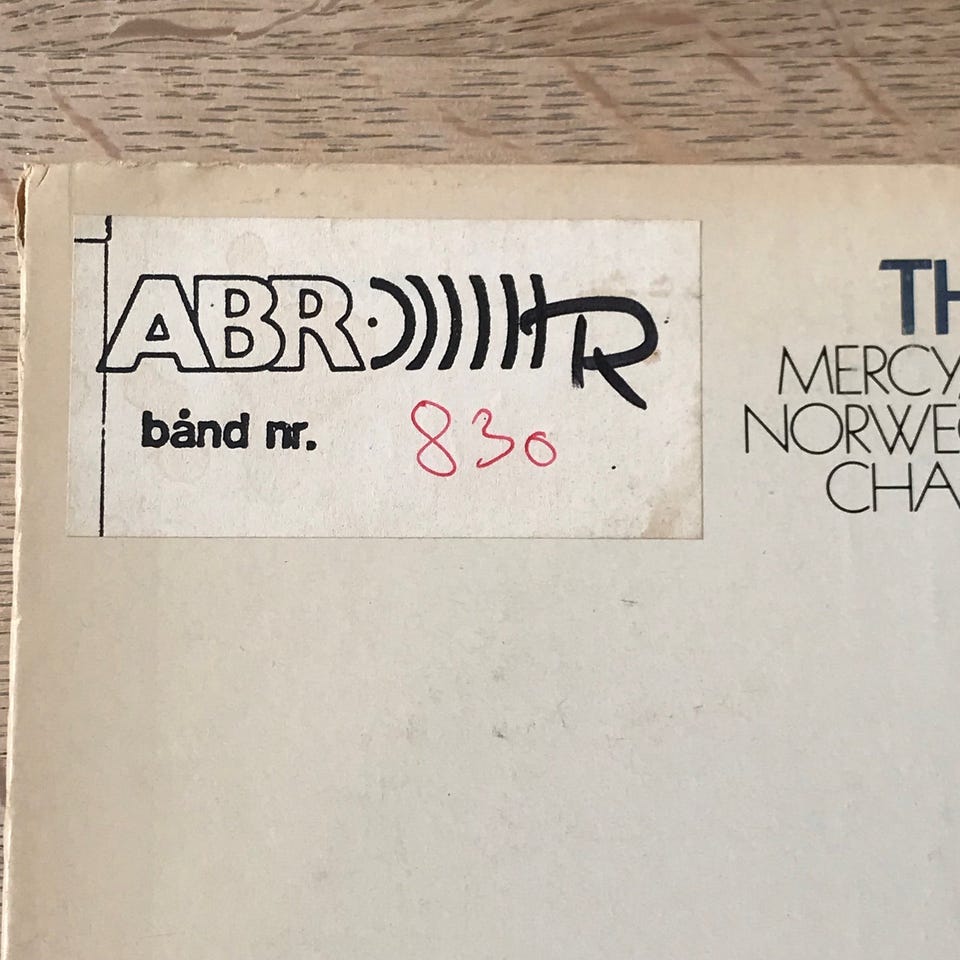 ABR R
bånd nr. 830
TH
MERCY,
NORWEG
CHA